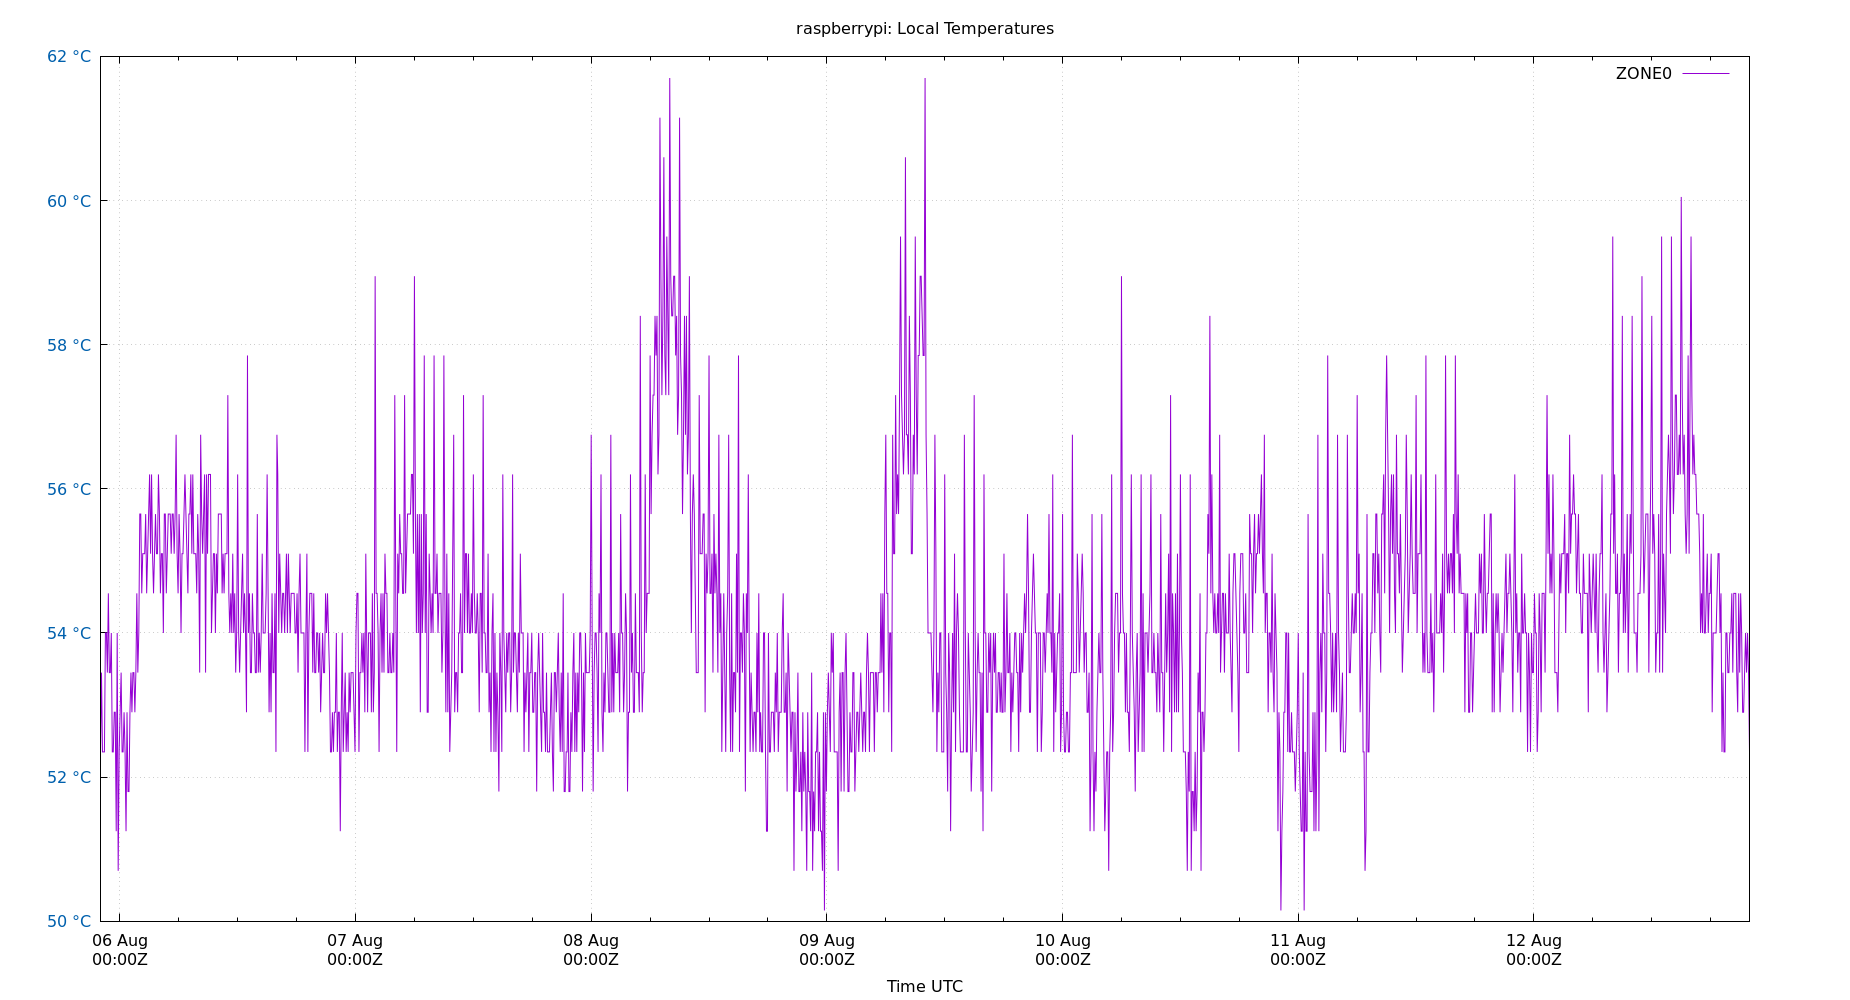 raspberrypi: Local Temperatures
62 °C
60 °C
58 °C
56 °C
54 °C
52 °C
50 °C
ZONE0
06 Aug
00:00Z
07 Aug
00:00Z
08 Aug
00:00Z
09 Aug
00:00Z
10 Aug
00:00Z
11 Aug
00:00Z
12 Aug
00:00Z
Time UTC